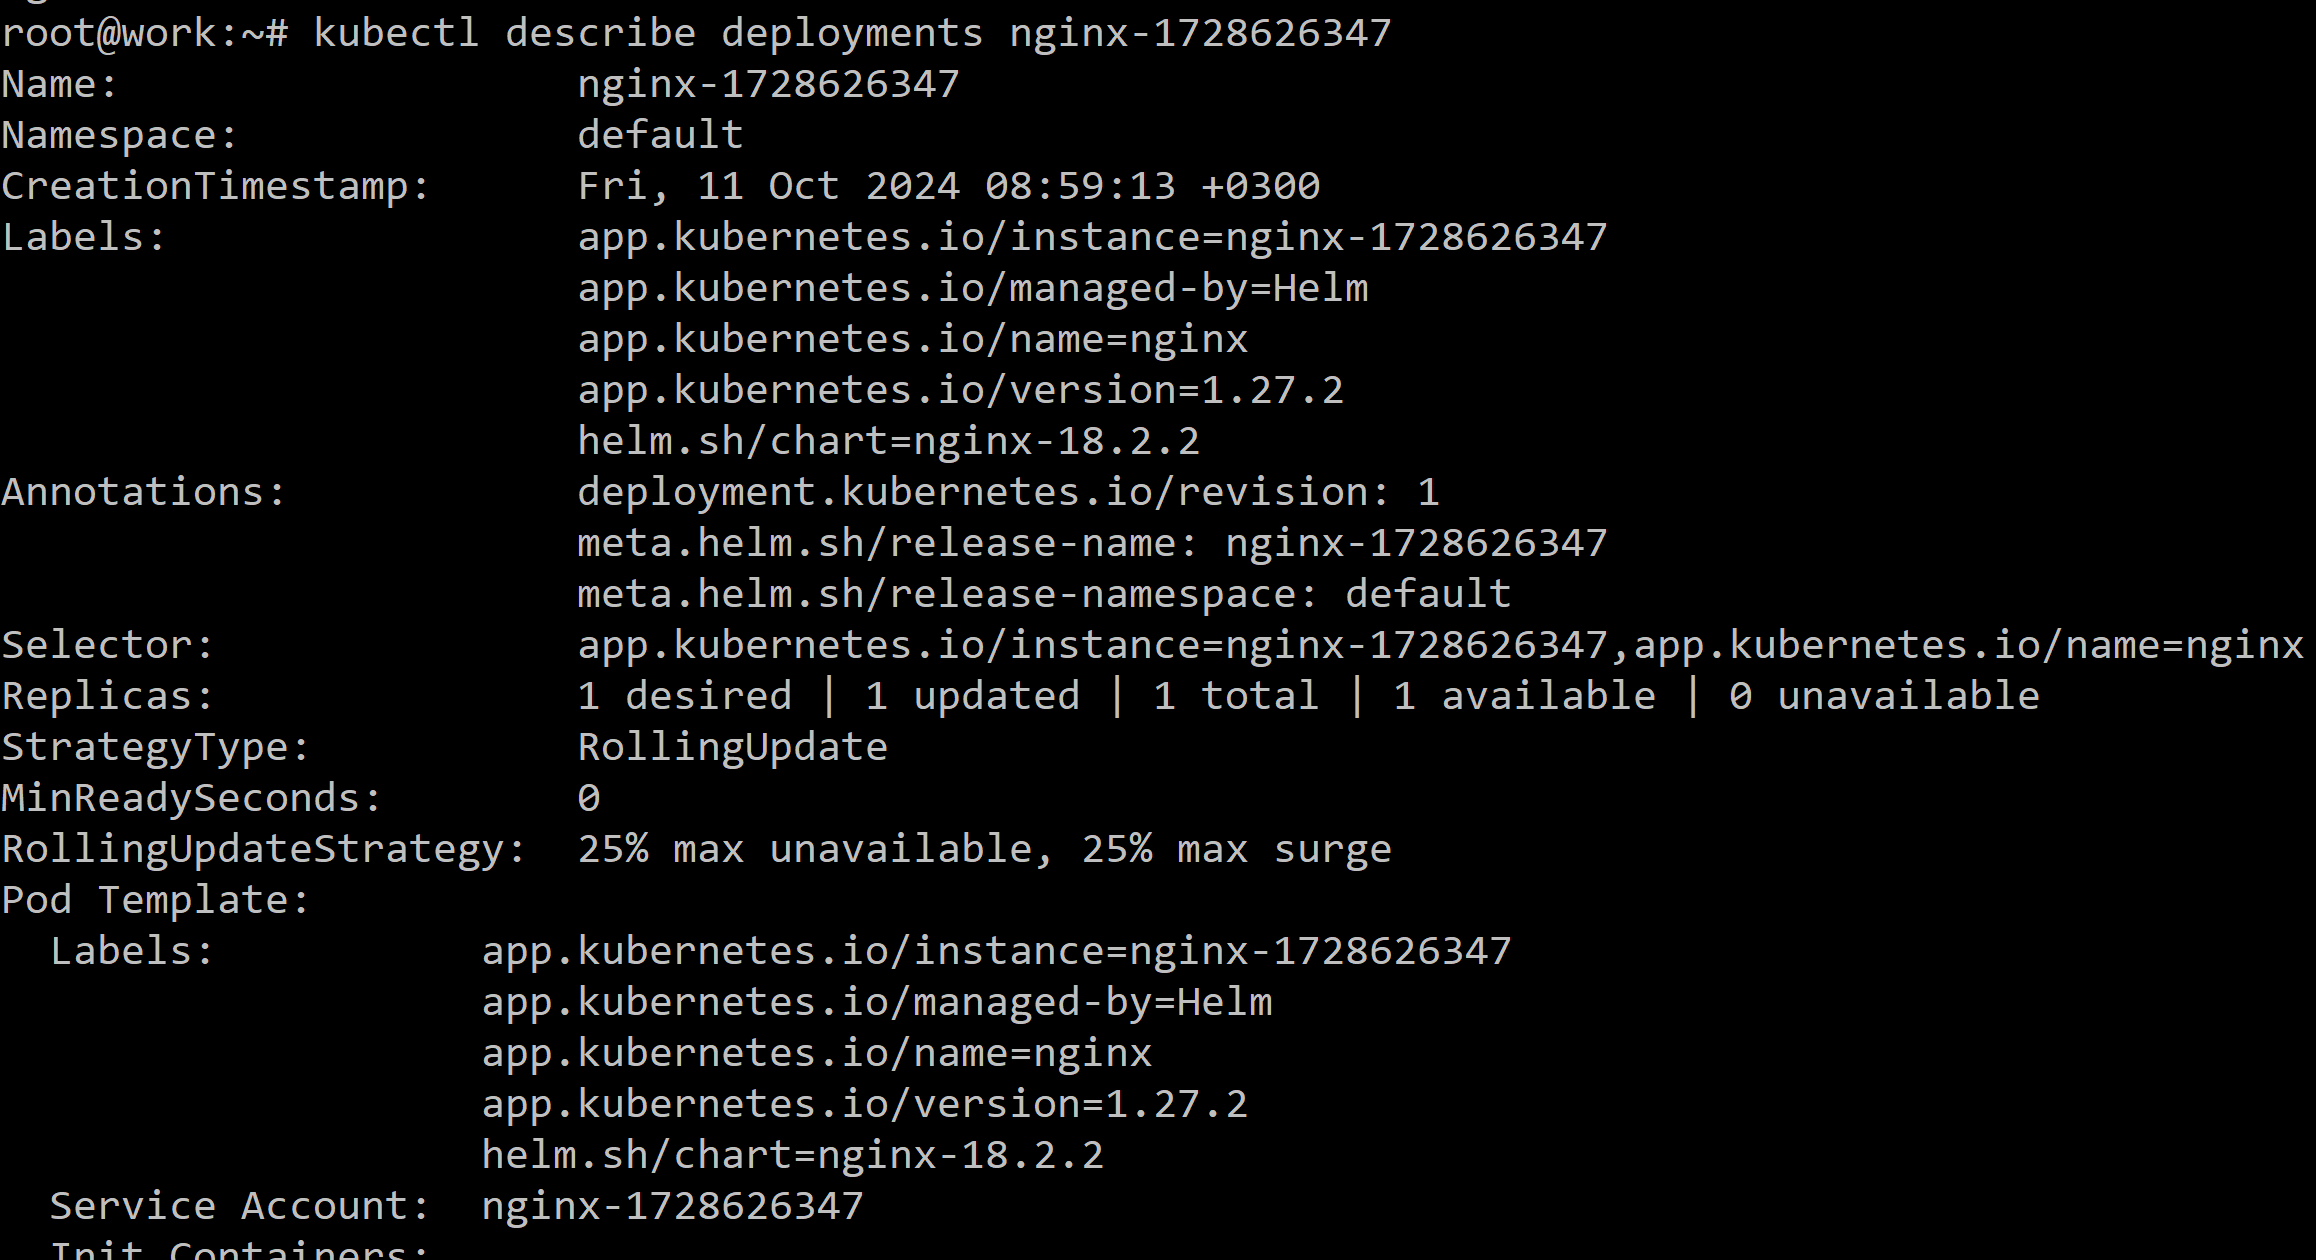 root@work:~# kubectl describe deployments nginx-1728626347
Name:                   nginx-1728626347
Namespace:              default
CreationTimestamp:      Fri, 11 Oct 2024 08:59:13 +0300
Labels:                 app.kubernetes.io/instance=nginx-1728626347
                        app.kubernetes.io/managed-by=Helm
                        app.kubernetes.io/name=nginx
                        app.kubernetes.io/version=1.27.2
                        helm.sh/chart=nginx-18.2.2
Annotations:            deployment.kubernetes.io/revision: 1
                        meta.helm.sh/release-name: nginx-1728626347
                        meta.helm.sh/release-namespace: default
Selector:               app.kubernetes.io/instance=nginx-1728626347,app.kubernetes.io/name=nginx
Replicas:               1 desired | 1 updated | 1 total | 1 available | 0 unavailable
StrategyType:           RollingUpdate
MinReadySeconds:        0
RollingUpdateStrategy:  25% max unavailable, 25% max surge
Pod Template:
  Labels:           app.kubernetes.io/instance=nginx-1728626347
                    app.kubernetes.io/managed-by=Helm
                    app.kubernetes.io/name=nginx
                    app.kubernetes.io/version=1.27.2
                    helm.sh/chart=nginx-18.2.2
  Service Account:  nginx-1728626347
  Init Containers: